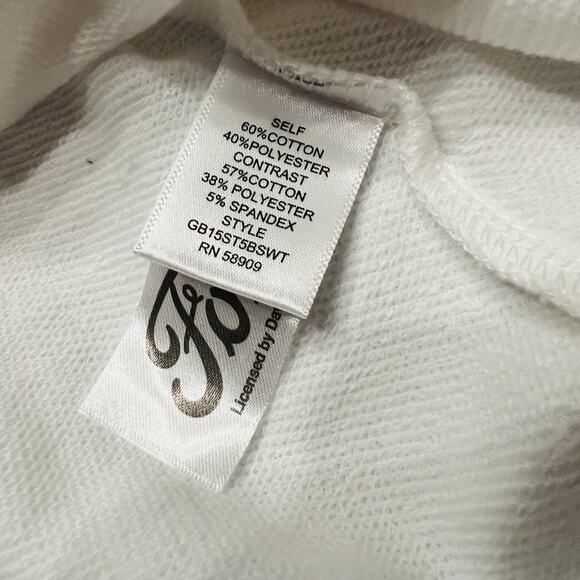 SELF
60%COTTON
40%POLYESTER
CONTRAST
57%COTTON
38% POLYESTER
5% SPANDEX
STYLE
GB15ST5BSWT
RN 58909
Licensed by